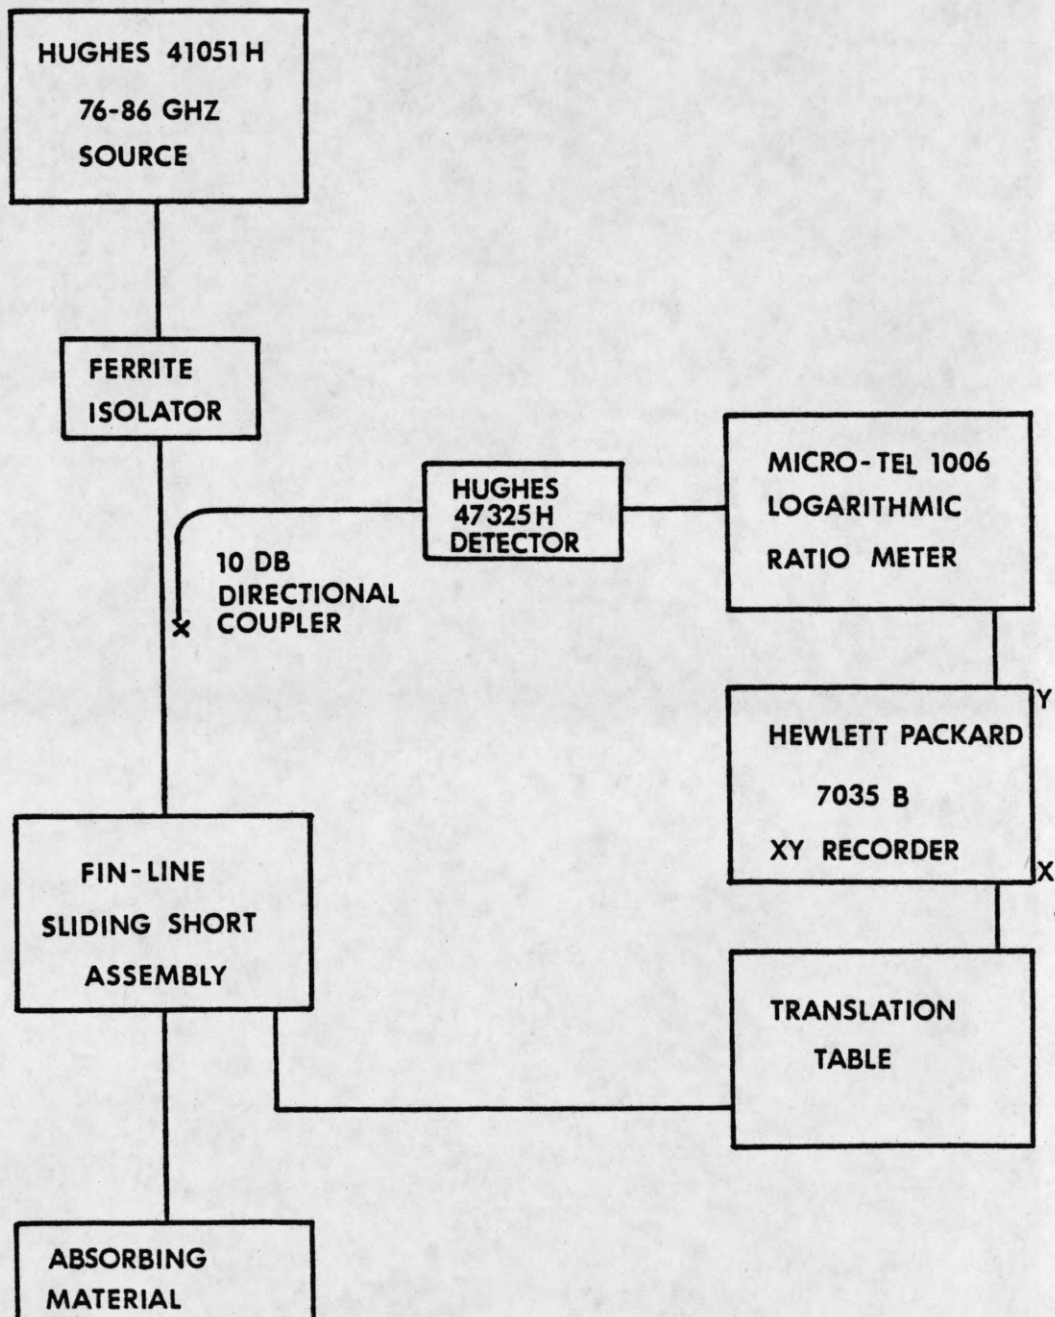 HUGHES 41051H
76-86 GHZ
SOURCE
FERRITE
ISOLATOR
10 DB
DIRECTIONAL
COUPLER
X
HUGHES
47325H
DETECTOR
MICRO-TEL 1006
LOGARITHMIC
RATIO METER
Y
HEWLETT PACKARD
7035 B
XY RECORDER
X
FIN-LINE
SLIDING SHORT
ASSEMBLY
TRANSLATION
TABLE
ABSORBING
MATERIAL